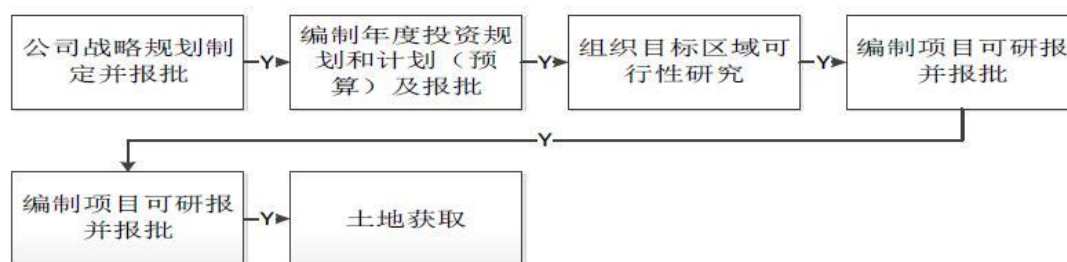 公司战略规划制
定并报批
Y
编制年度投资规
划和计划（预
算）及报批
Y
组织目标区域可
行性研究
Y
编制项目可研报
并报批
Y
编制项目可研报
并报批
Y
土地获取